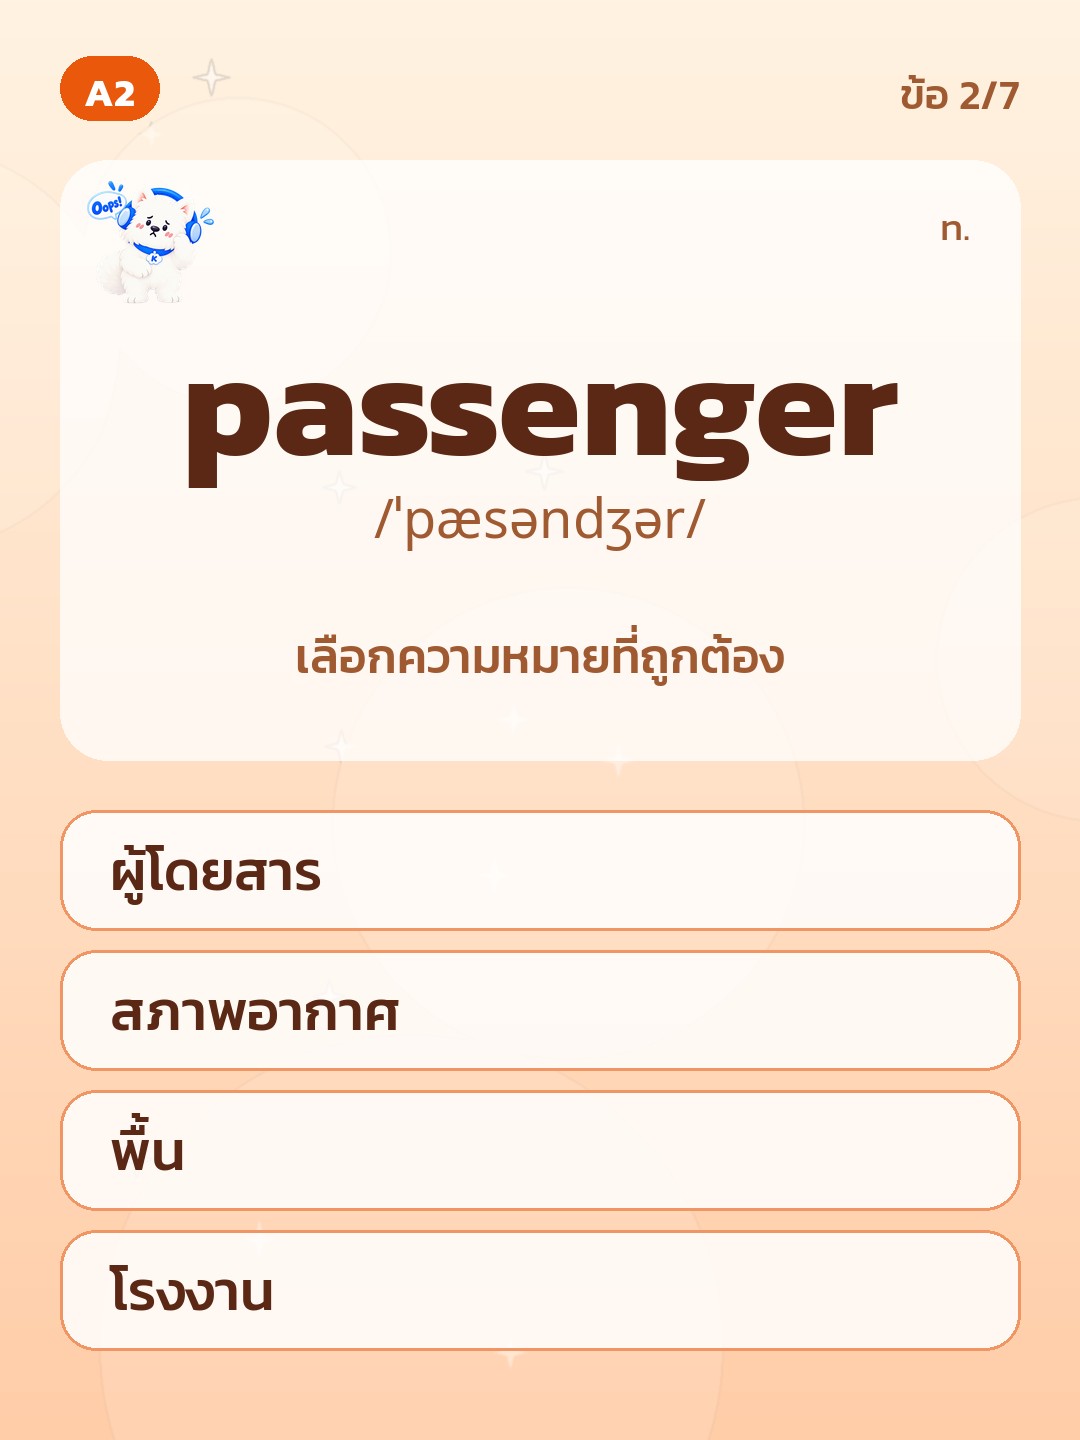 A2
ข้อ 2/7
Oops!
n.
K
passenger
/ˈpæsəndʒər/
เลือกความหมายที่ถูกต้อง
ผู้โดยสาร
สภาพอากาศ
พื้น
โรงงาน